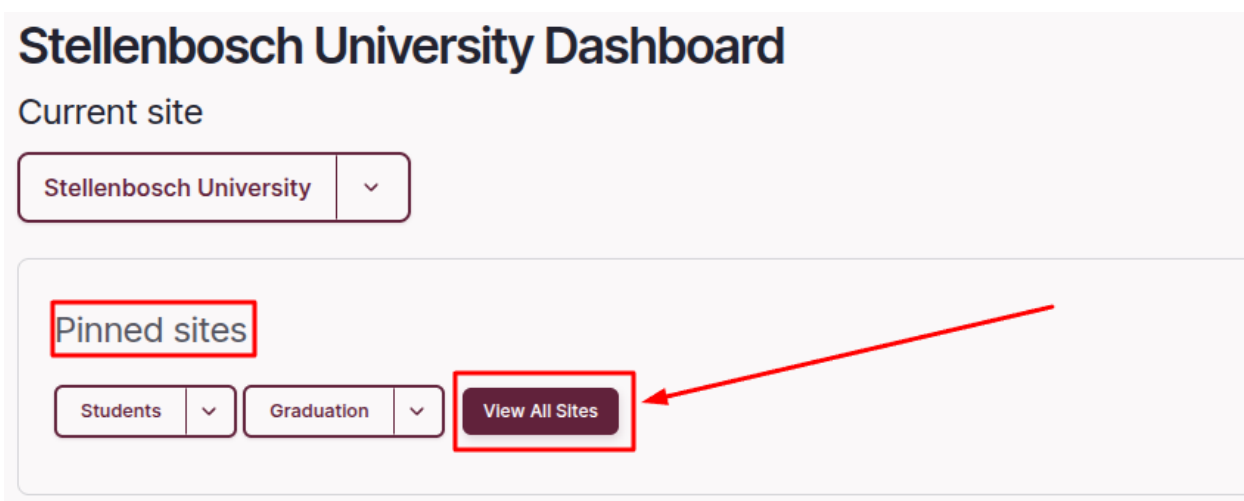 Stellenbosch University Dashboard
Current site
Stellenbosch University
Pinned sites
Students Graduation View All Sites